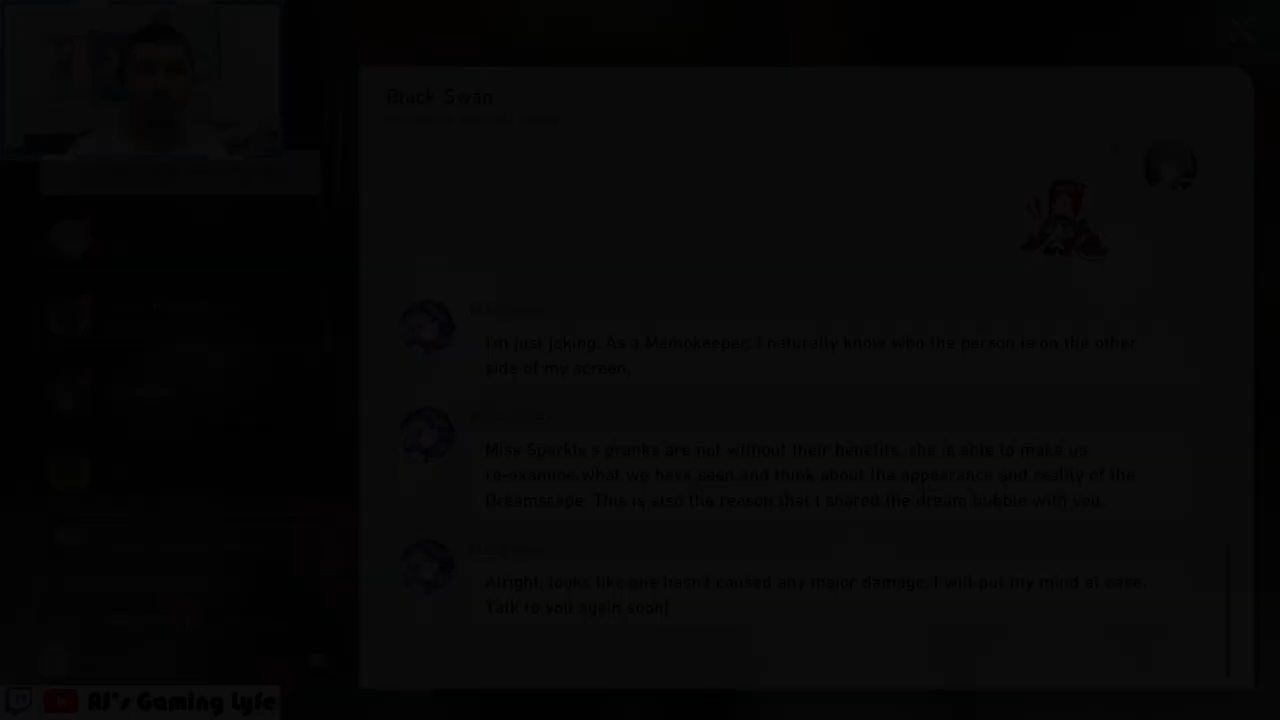 Black Swan
I'm just joking. As a Memokeeper, I naturally know who the person is on the other
side of my screen.
Miss Sparkle's pranks are not without their benefits, she is able to make us
re-examine what we have seen and think about the appearance and reality of the
Dreamscape. This is also the reason that I shared the dream bubble with you.
Alright, looks like she hasn't caused any major damage. I will put my mind at ease.
Talk to you again soon!
AJ's Gaming Lyfe